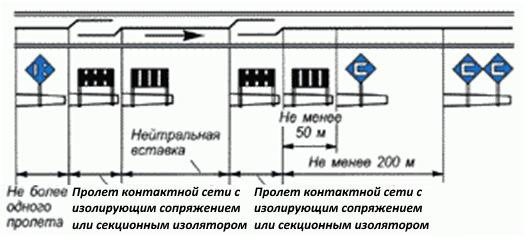 Не менее
50 м
Нейтральная
вставка
Не менее 200 м
Не более
одного
пролета
Пролет контактной сети с
изолирующим сопряжением
или секционным изолятором
Пролет контактной сети с
изолирующим сопряжением
или секционным изолятором